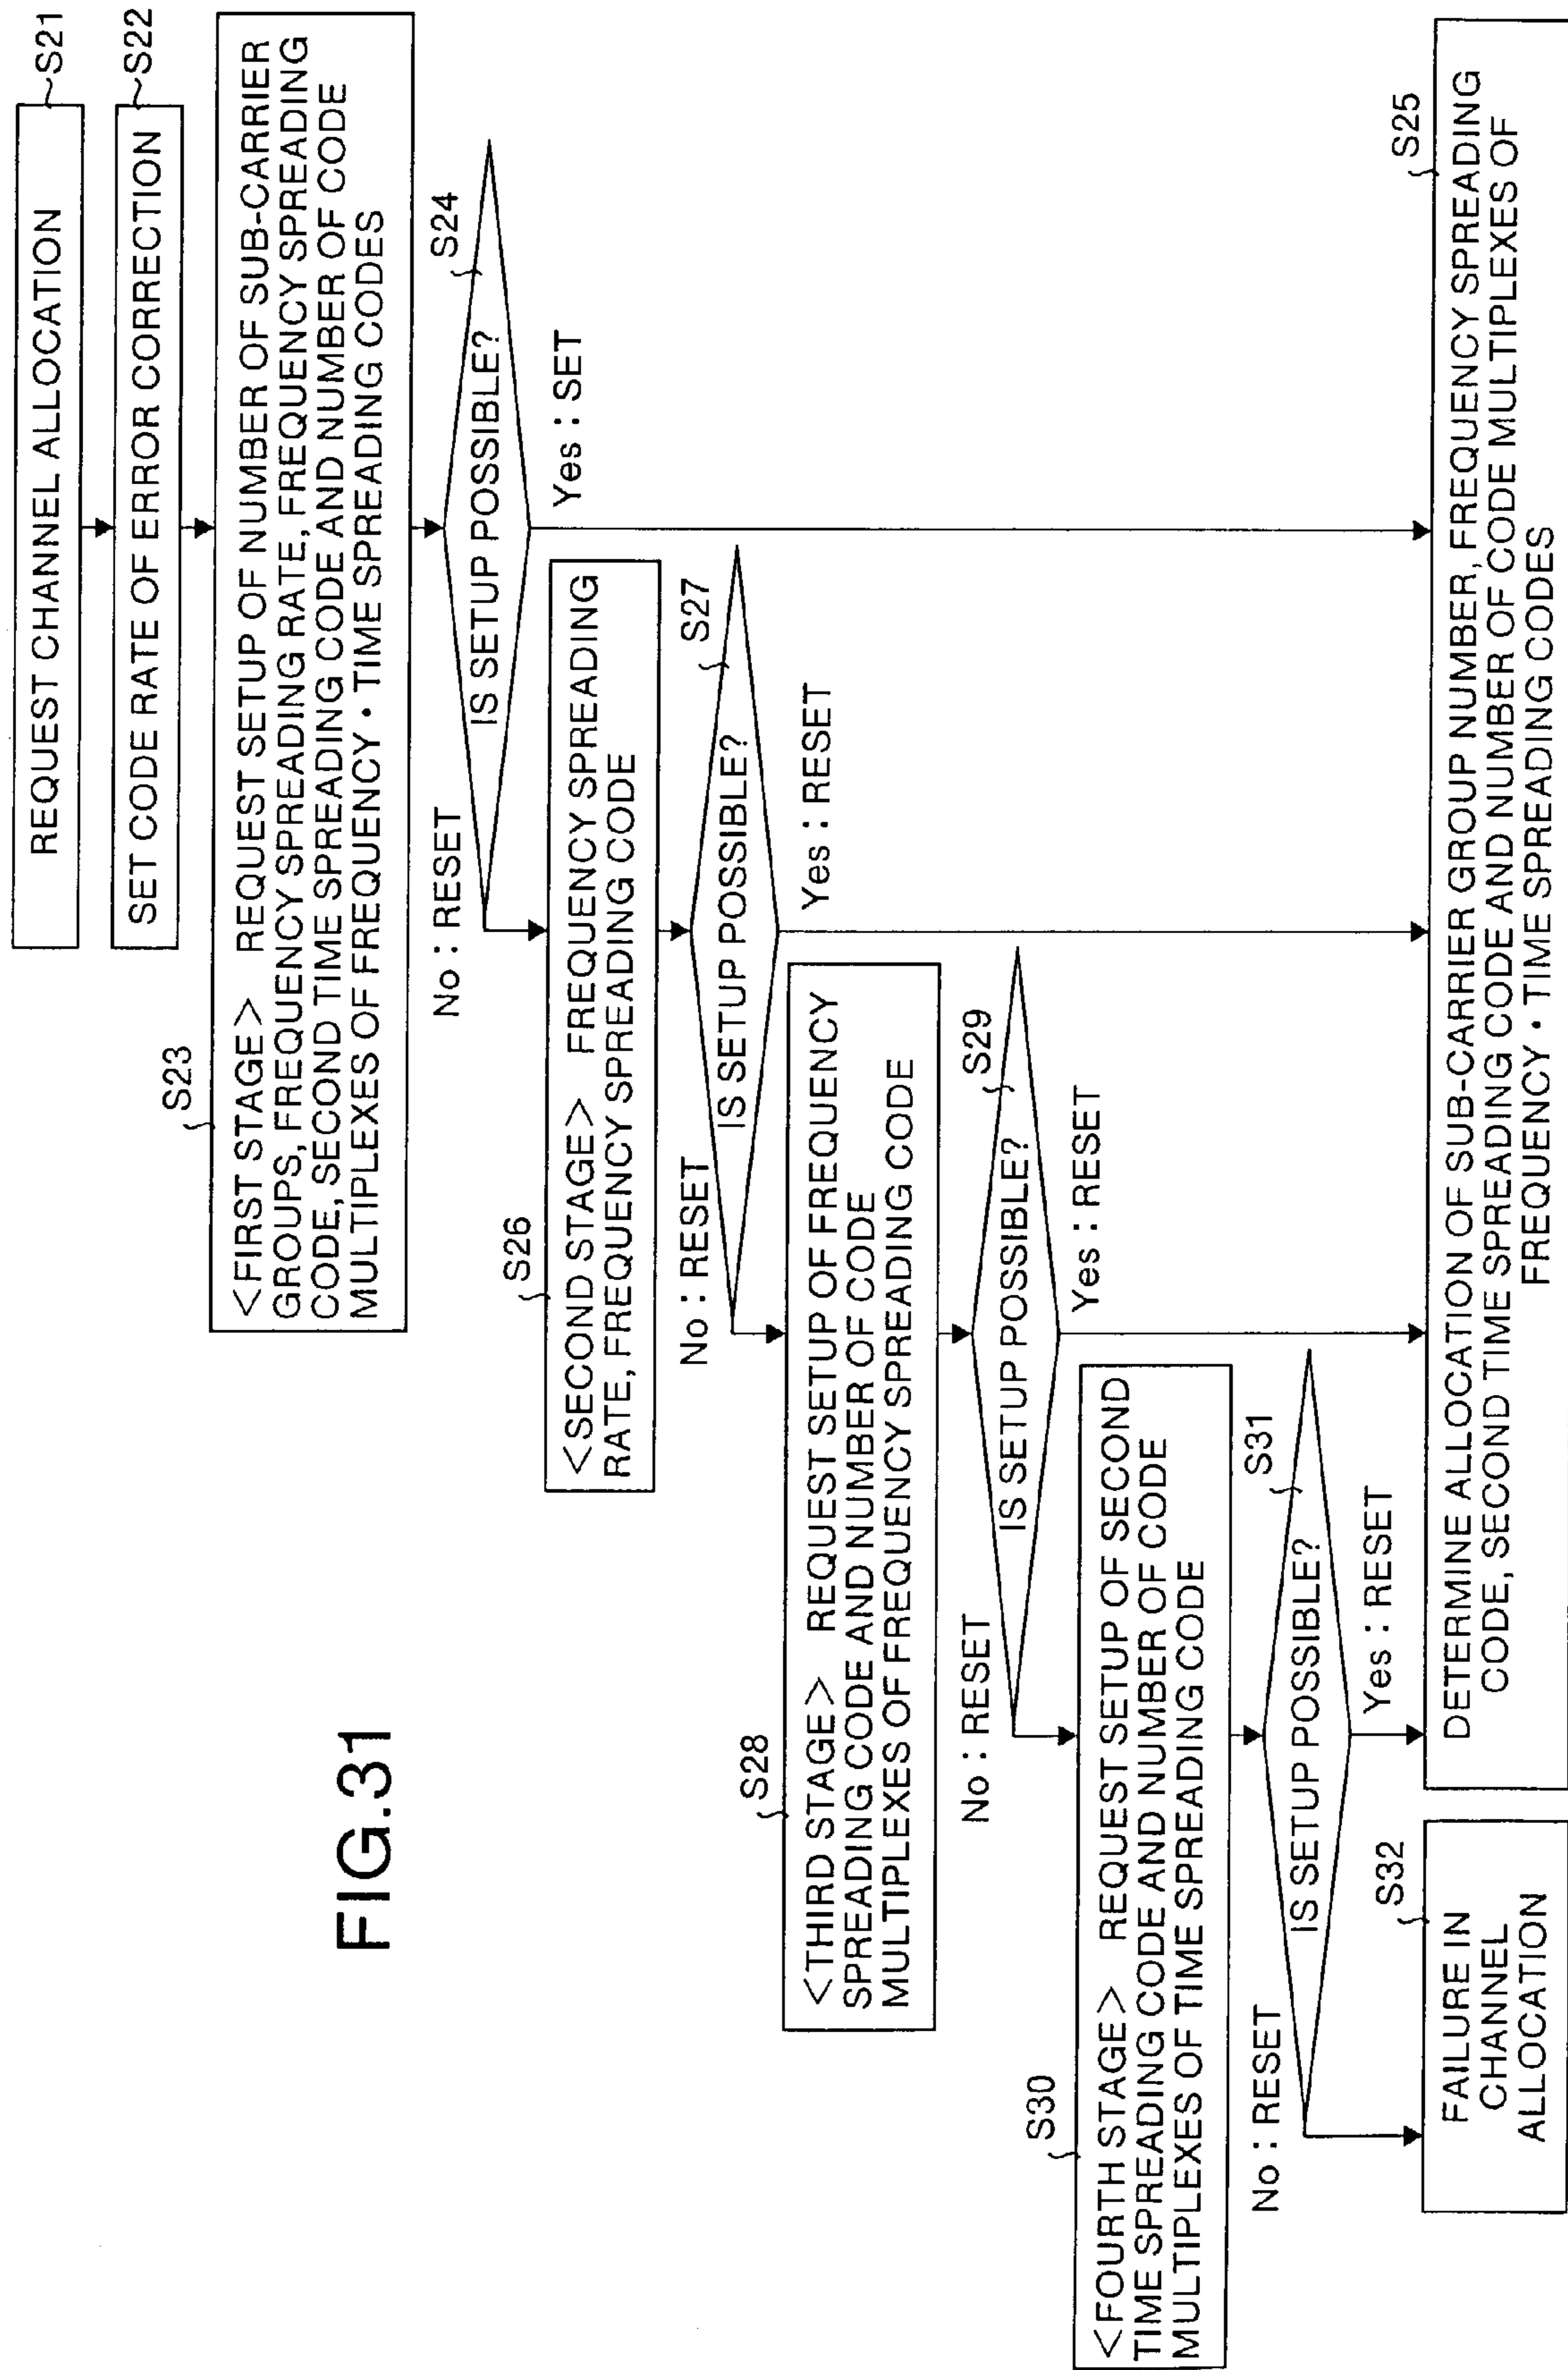 FIG.31
REQUEST CHANNEL ALLOCATION
S21
SET CODE RATE OF ERROR CORRECTION
S22
S23
<FIRST STAGE> REQUEST SETUP OF NUMBER OF SUB-CARRIER
GROUPS, FREQUENCY SPREADING RATE, FREQUENCY SPREADING
CODE, SECOND TIME SPREADING CODE AND NUMBER OF CODE
MULTIPLEXES OF FREQUENCY・TIME SPREADING CODES
S24
IS SETUP POSSIBLE?
No : RESET
Yes : SET
S26
<SECOND STAGE> FREQUENCY SPREADING
RATE, FREQUENCY SPREADING CODE
S27
IS SETUP POSSIBLE?
No : RESET
Yes : RESET
S28
<THIRD STAGE> REQUEST SETUP OF FREQUENCY
SPREADING CODE AND NUMBER OF CODE
MULTIPLEXES OF FREQUENCY SPREADING CODE
S29
IS SETUP POSSIBLE?
No : RESET
Yes : RESET
S30
<FOURTH STAGE> REQUEST SETUP OF SECOND
TIME SPREADING CODE AND NUMBER OF CODE
MULTIPLEXES OF TIME SPREADING CODE
S31
IS SETUP POSSIBLE?
No : RESET
Yes : RESET
S32
FAILURE IN
CHANNEL
ALLOCATION
S25
DETERMINE ALLOCATION OF SUB-CARRIER GROUP NUMBER, FREQUENCY SPREADING
CODE, SECOND TIME SPREADING CODE AND NUMBER OF CODE MULTIPLEXES OF
FREQUENCY・TIME SPREADING CODES